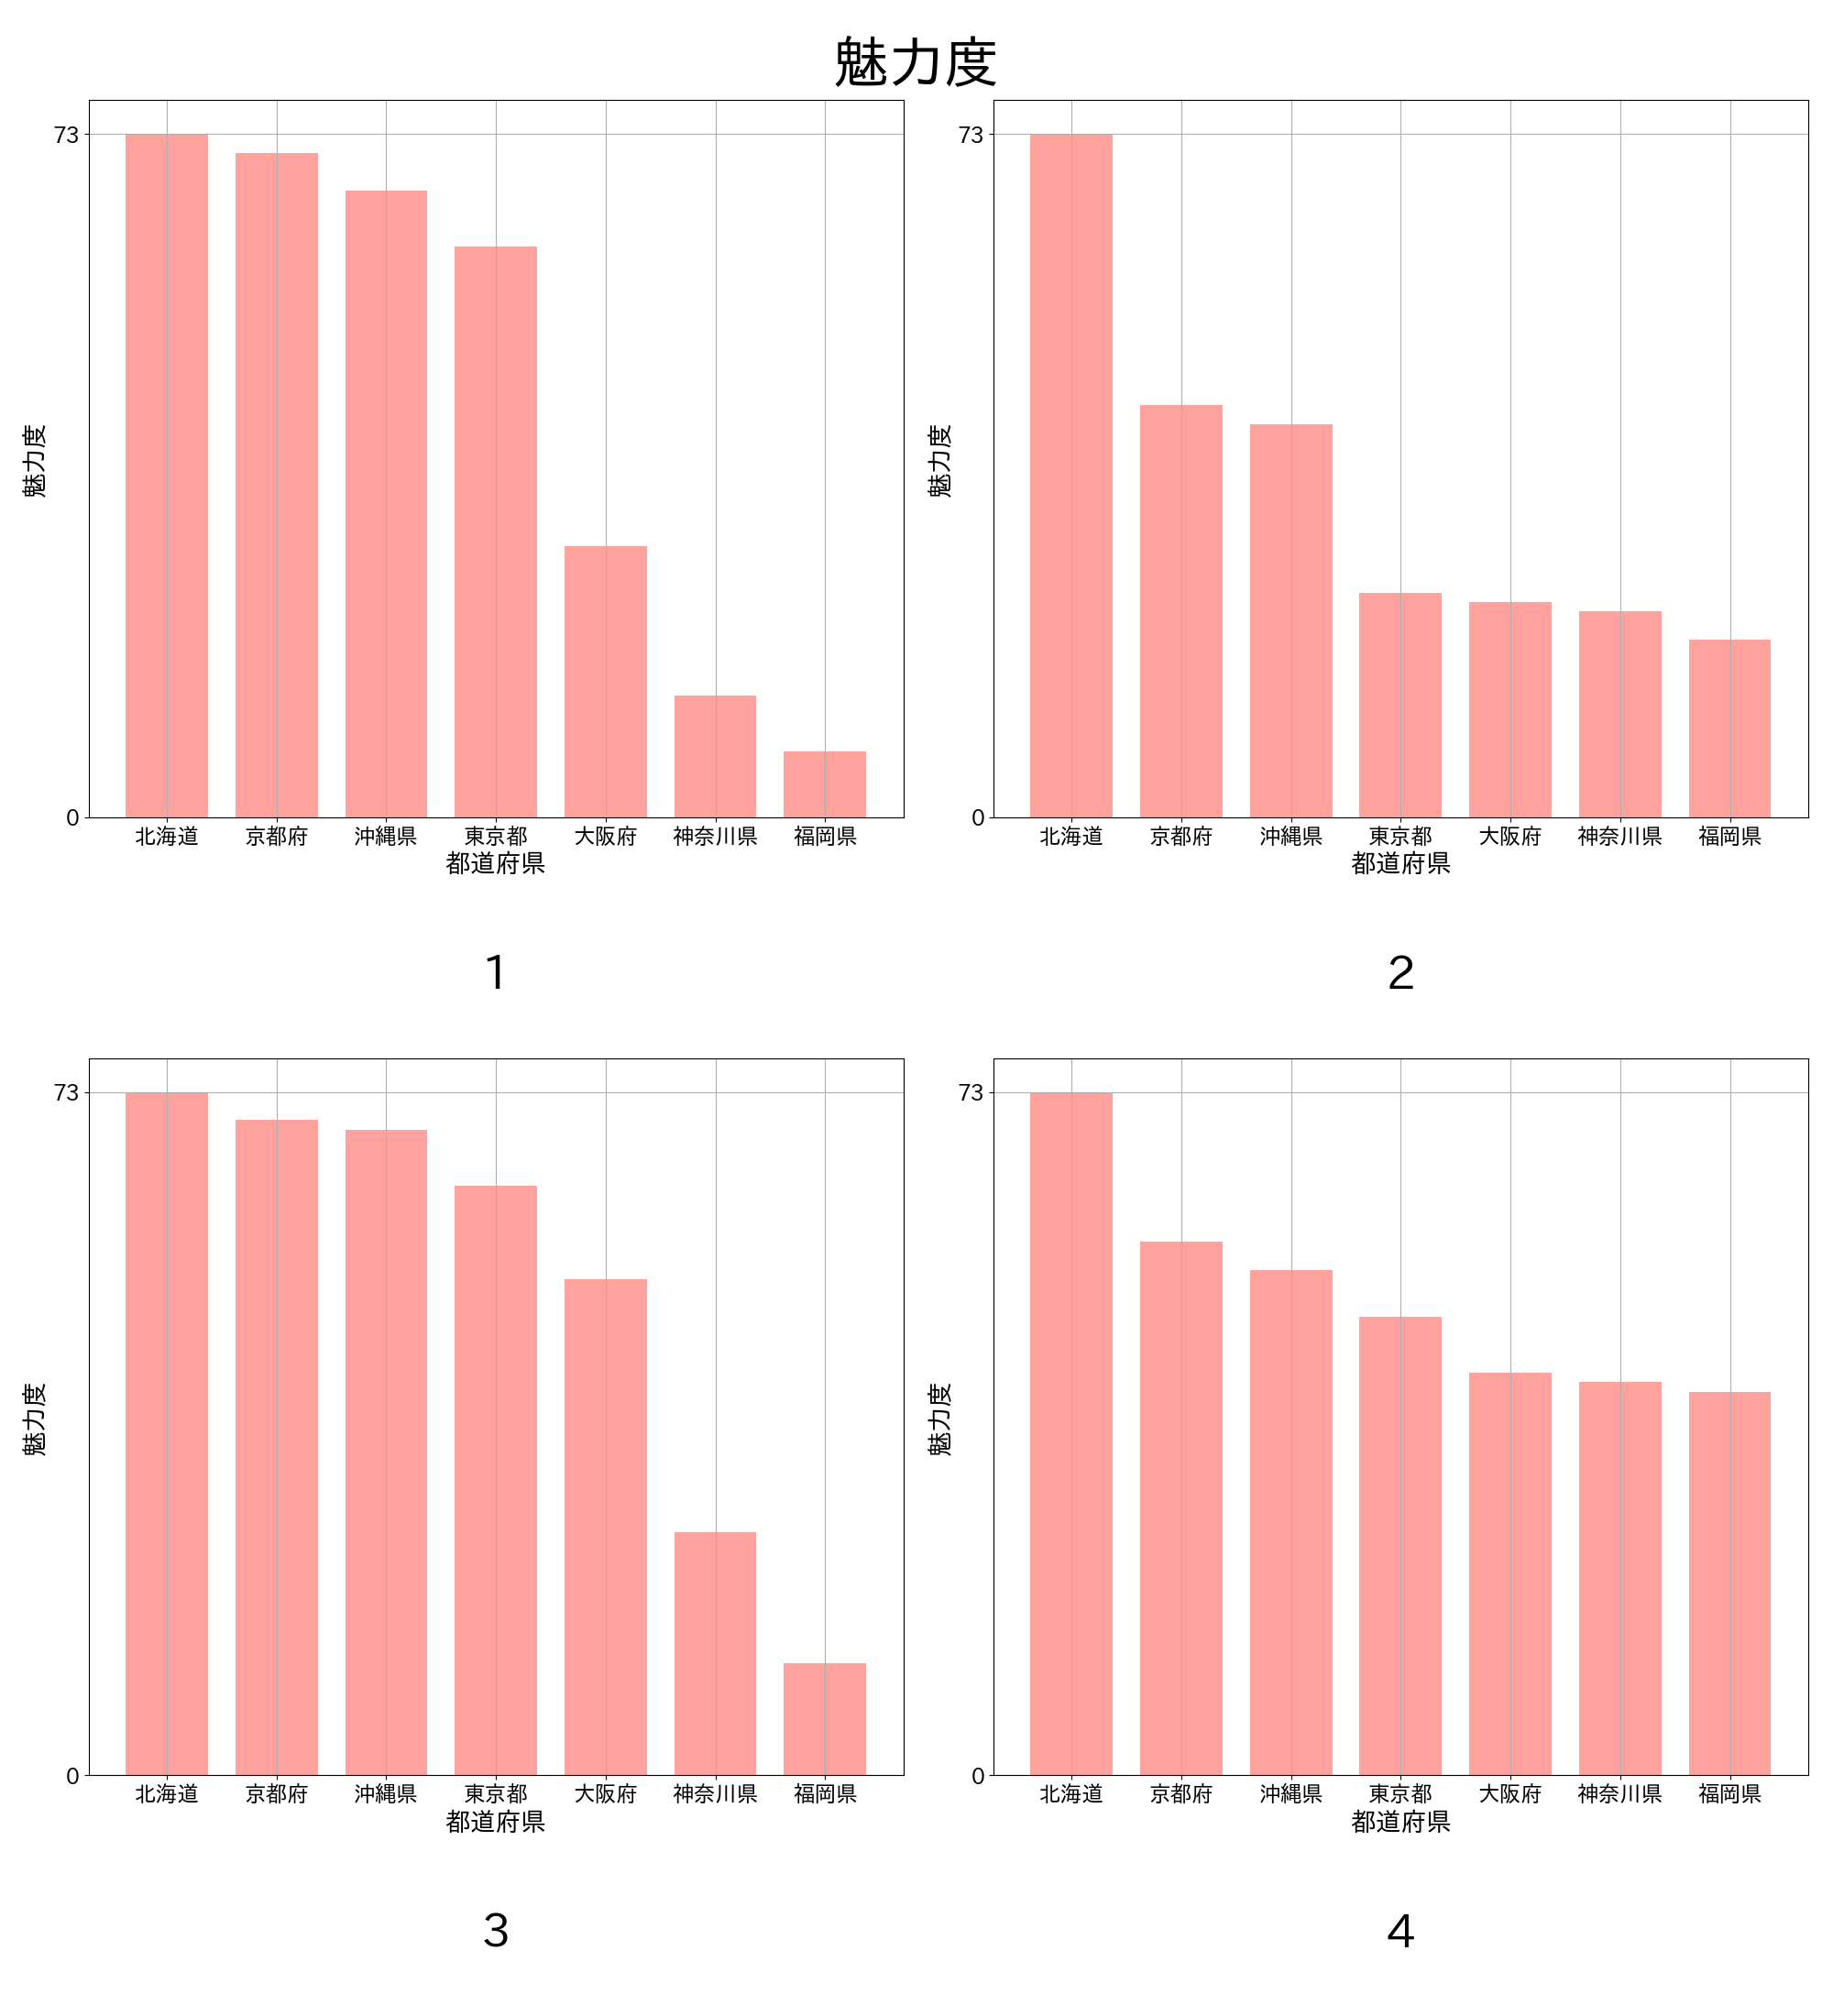 魅力度
73
魅力度
0
北海道 京都府 沖縄県 東京都 大阪府 神奈川県 福岡県
都道府県
1
73
魅力度
0
北海道 京都府 沖縄県 東京都 大阪府 神奈川県 福岡県
都道府県
2
73
魅力度
0
北海道 京都府 沖縄県 東京都 大阪府 神奈川県 福岡県
都道府県
3
73
魅力度
0
北海道 京都府 沖縄県 東京都 大阪府 神奈川県 福岡県
都道府県
4